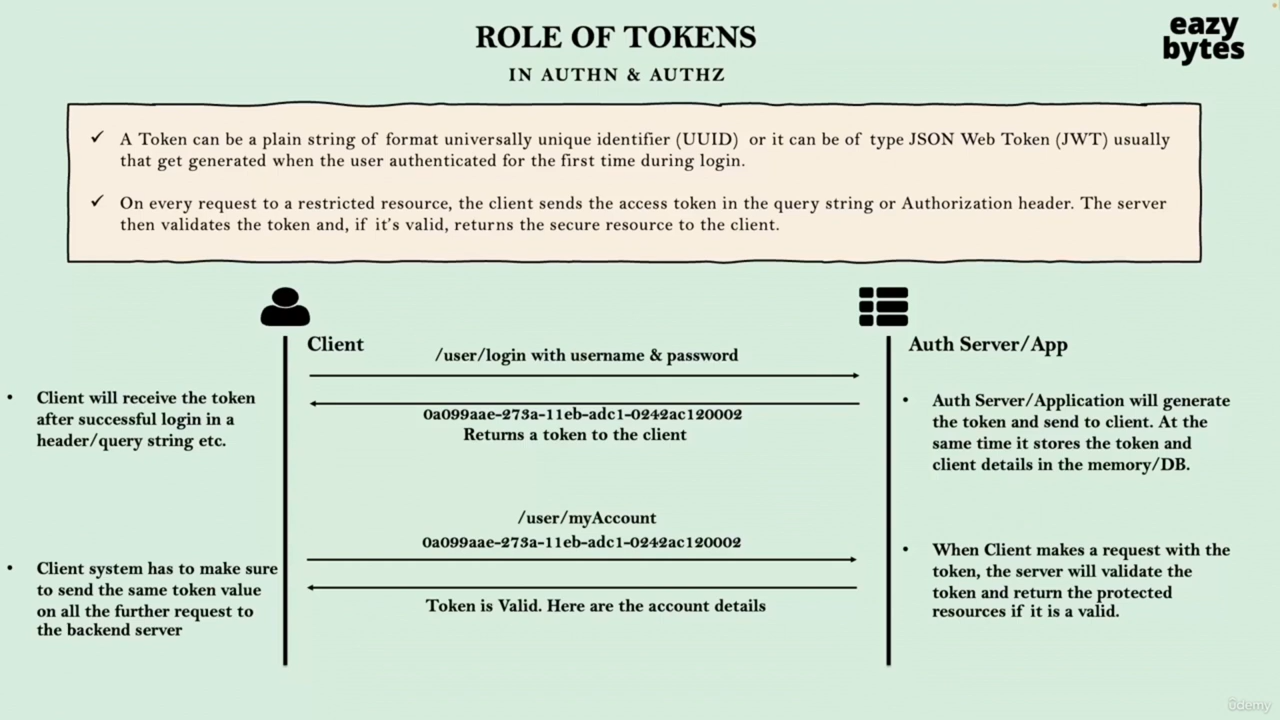 ROLE OF TOKENS
IN AUTHN & AUTHZ
eazy
bytes
✓ A Token can be a plain string of format universally unique identifier (UUID) or it can be of type JSON Web Token (JWT) usually
that get generated when the user authenticated for the first time during login.
✓ On every request to a restricted resource, the client sends the access token in the query string or Authorization header. The server
then validates the token and, if it's valid, returns the secure resource to the client.
Client
/user/login with username & password
Auth Server/App
• Client will receive the token
after successful login in a
header/query string etc.
0a099aae-273a-11eb-adc1-0242ac120002
Returns a token to the client
• Auth Server/Application will generate
the token and send to client. At the
same time it stores the token and
client details in the memory/DB.
/user/myAccount
0a099aae-273a-11eb-adc1-0242ac120002
• Client system has to make sure
to send the same token value
on all the further request to
the backend server
Token is Valid. Here are the account details
• When Client makes a request with the
token, the server will validate the
token and return the protected
resources if it is a valid.
ûdemy